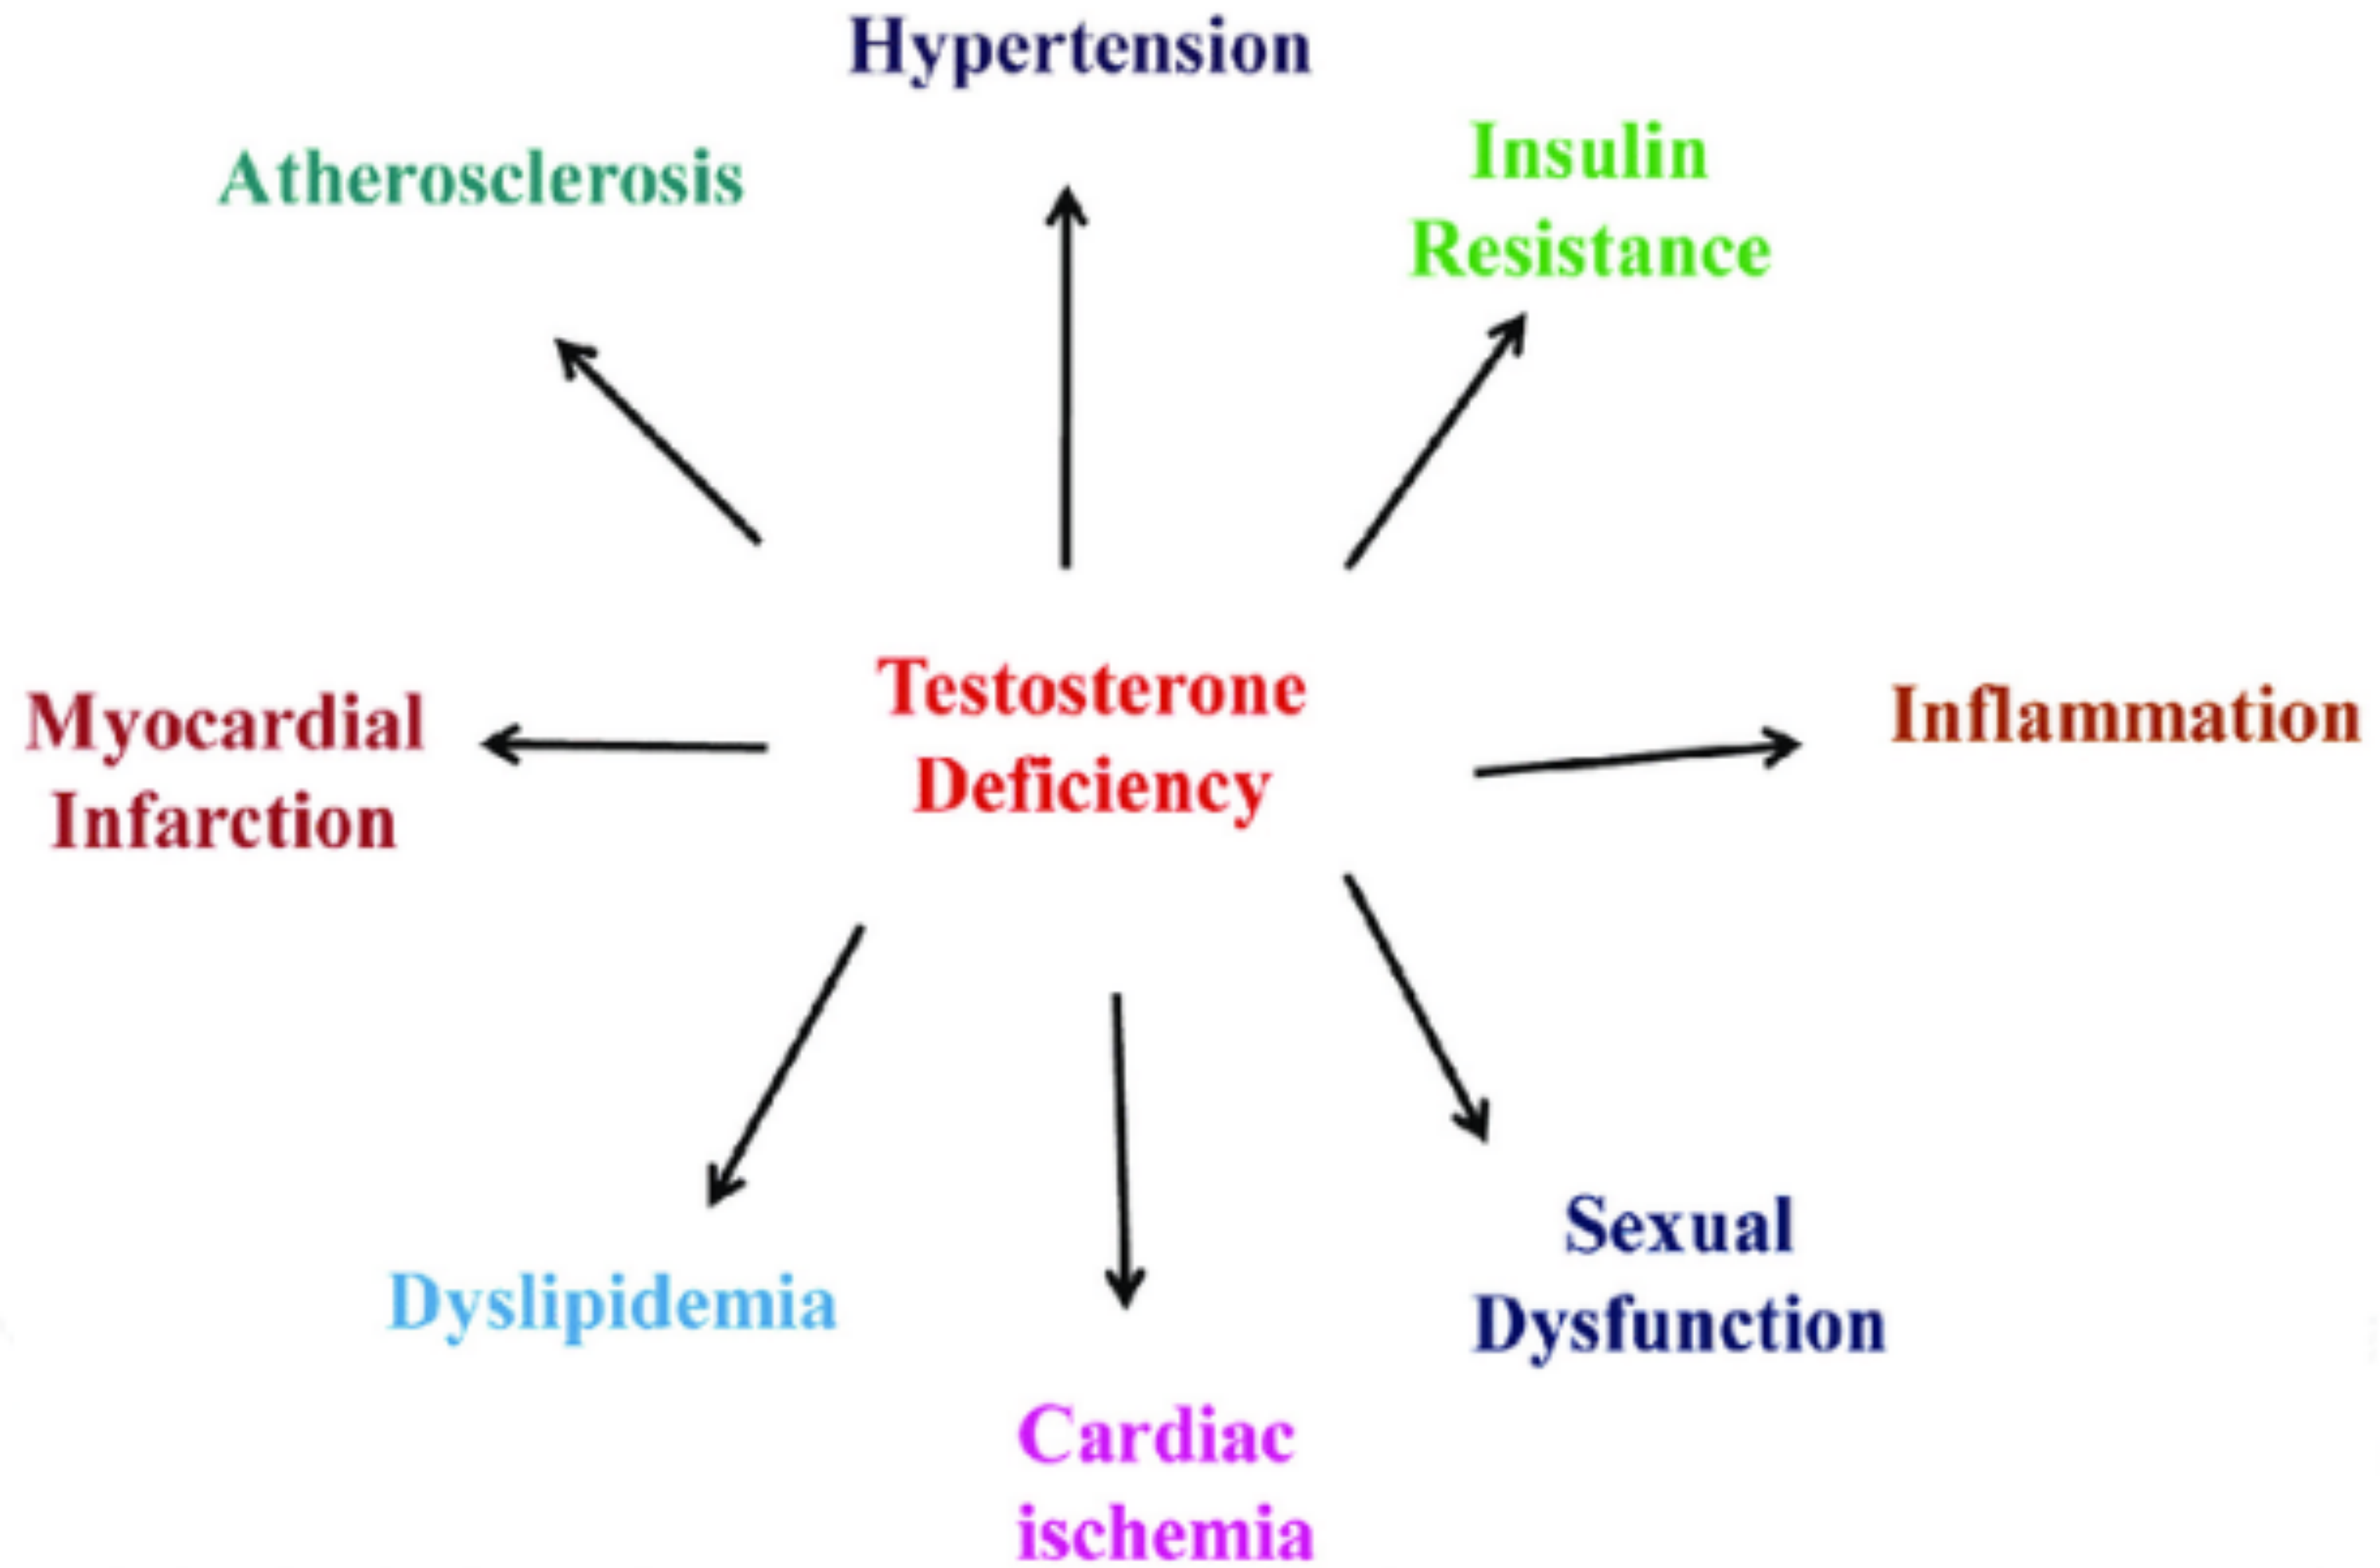 Hypertension
Atherosclerosis
Insulin
Resistance
Testosterone
Deficiency
Myocardial
Infarction
Inflammation
Dyslipidemia
Sexual
Dysfunction
Cardiac
ischemia